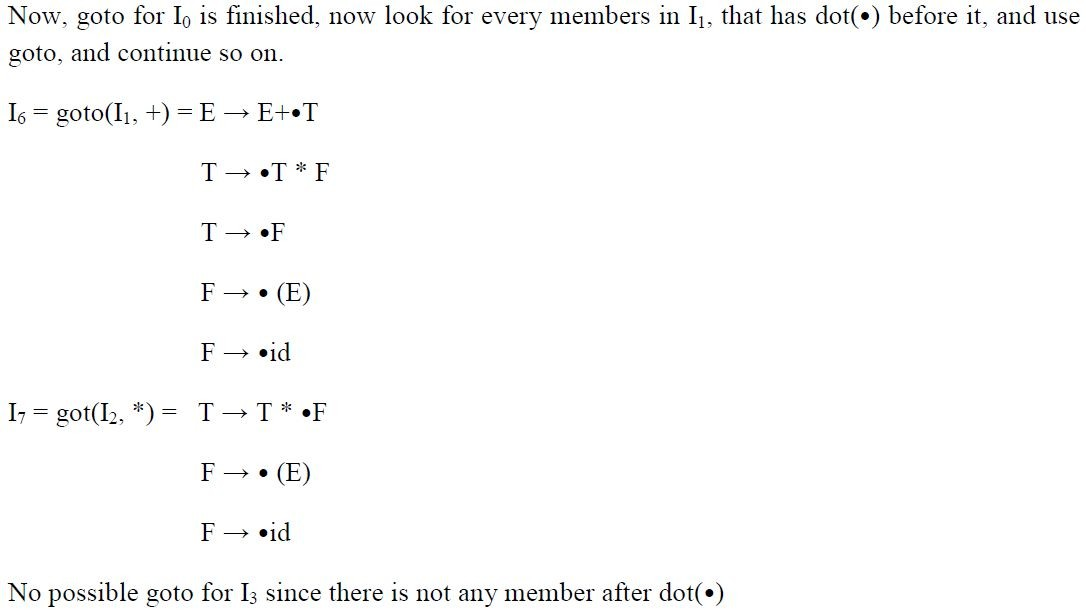 Now, goto for I₀ is finished, now look for every members in I₁, that has dot(•) before it, and use
goto, and continue so on.
I₆ = goto(I₁, +) = E → E+•T
T → •T * F
T → •F
F → • (E)
F → •id
I₇ = got(I₂, *) = T → T * •F
F → • (E)
F → •id
No possible goto for I₃ since there is not any member after dot(•)